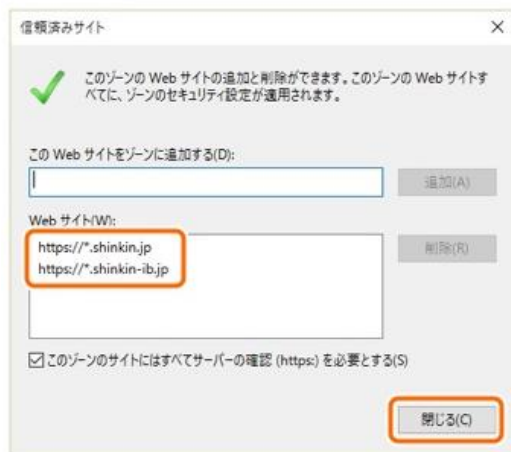 信頼済みサイト
このゾーンの Web サイトの追加と削除ができます。このゾーンの Web サイトす
べてに、ゾーンのセキュリティ設定が適用されます。
この Web サイトをゾーンに追加する(D):
追加(A)
Web サイト(W):
https://*.shinkin.jp
https://*.shinkin-ib.jp
削除(R)
このゾーンのサイトにはすべてサーバーの確認 (https:) を必要とする(S)
閉じる(C)